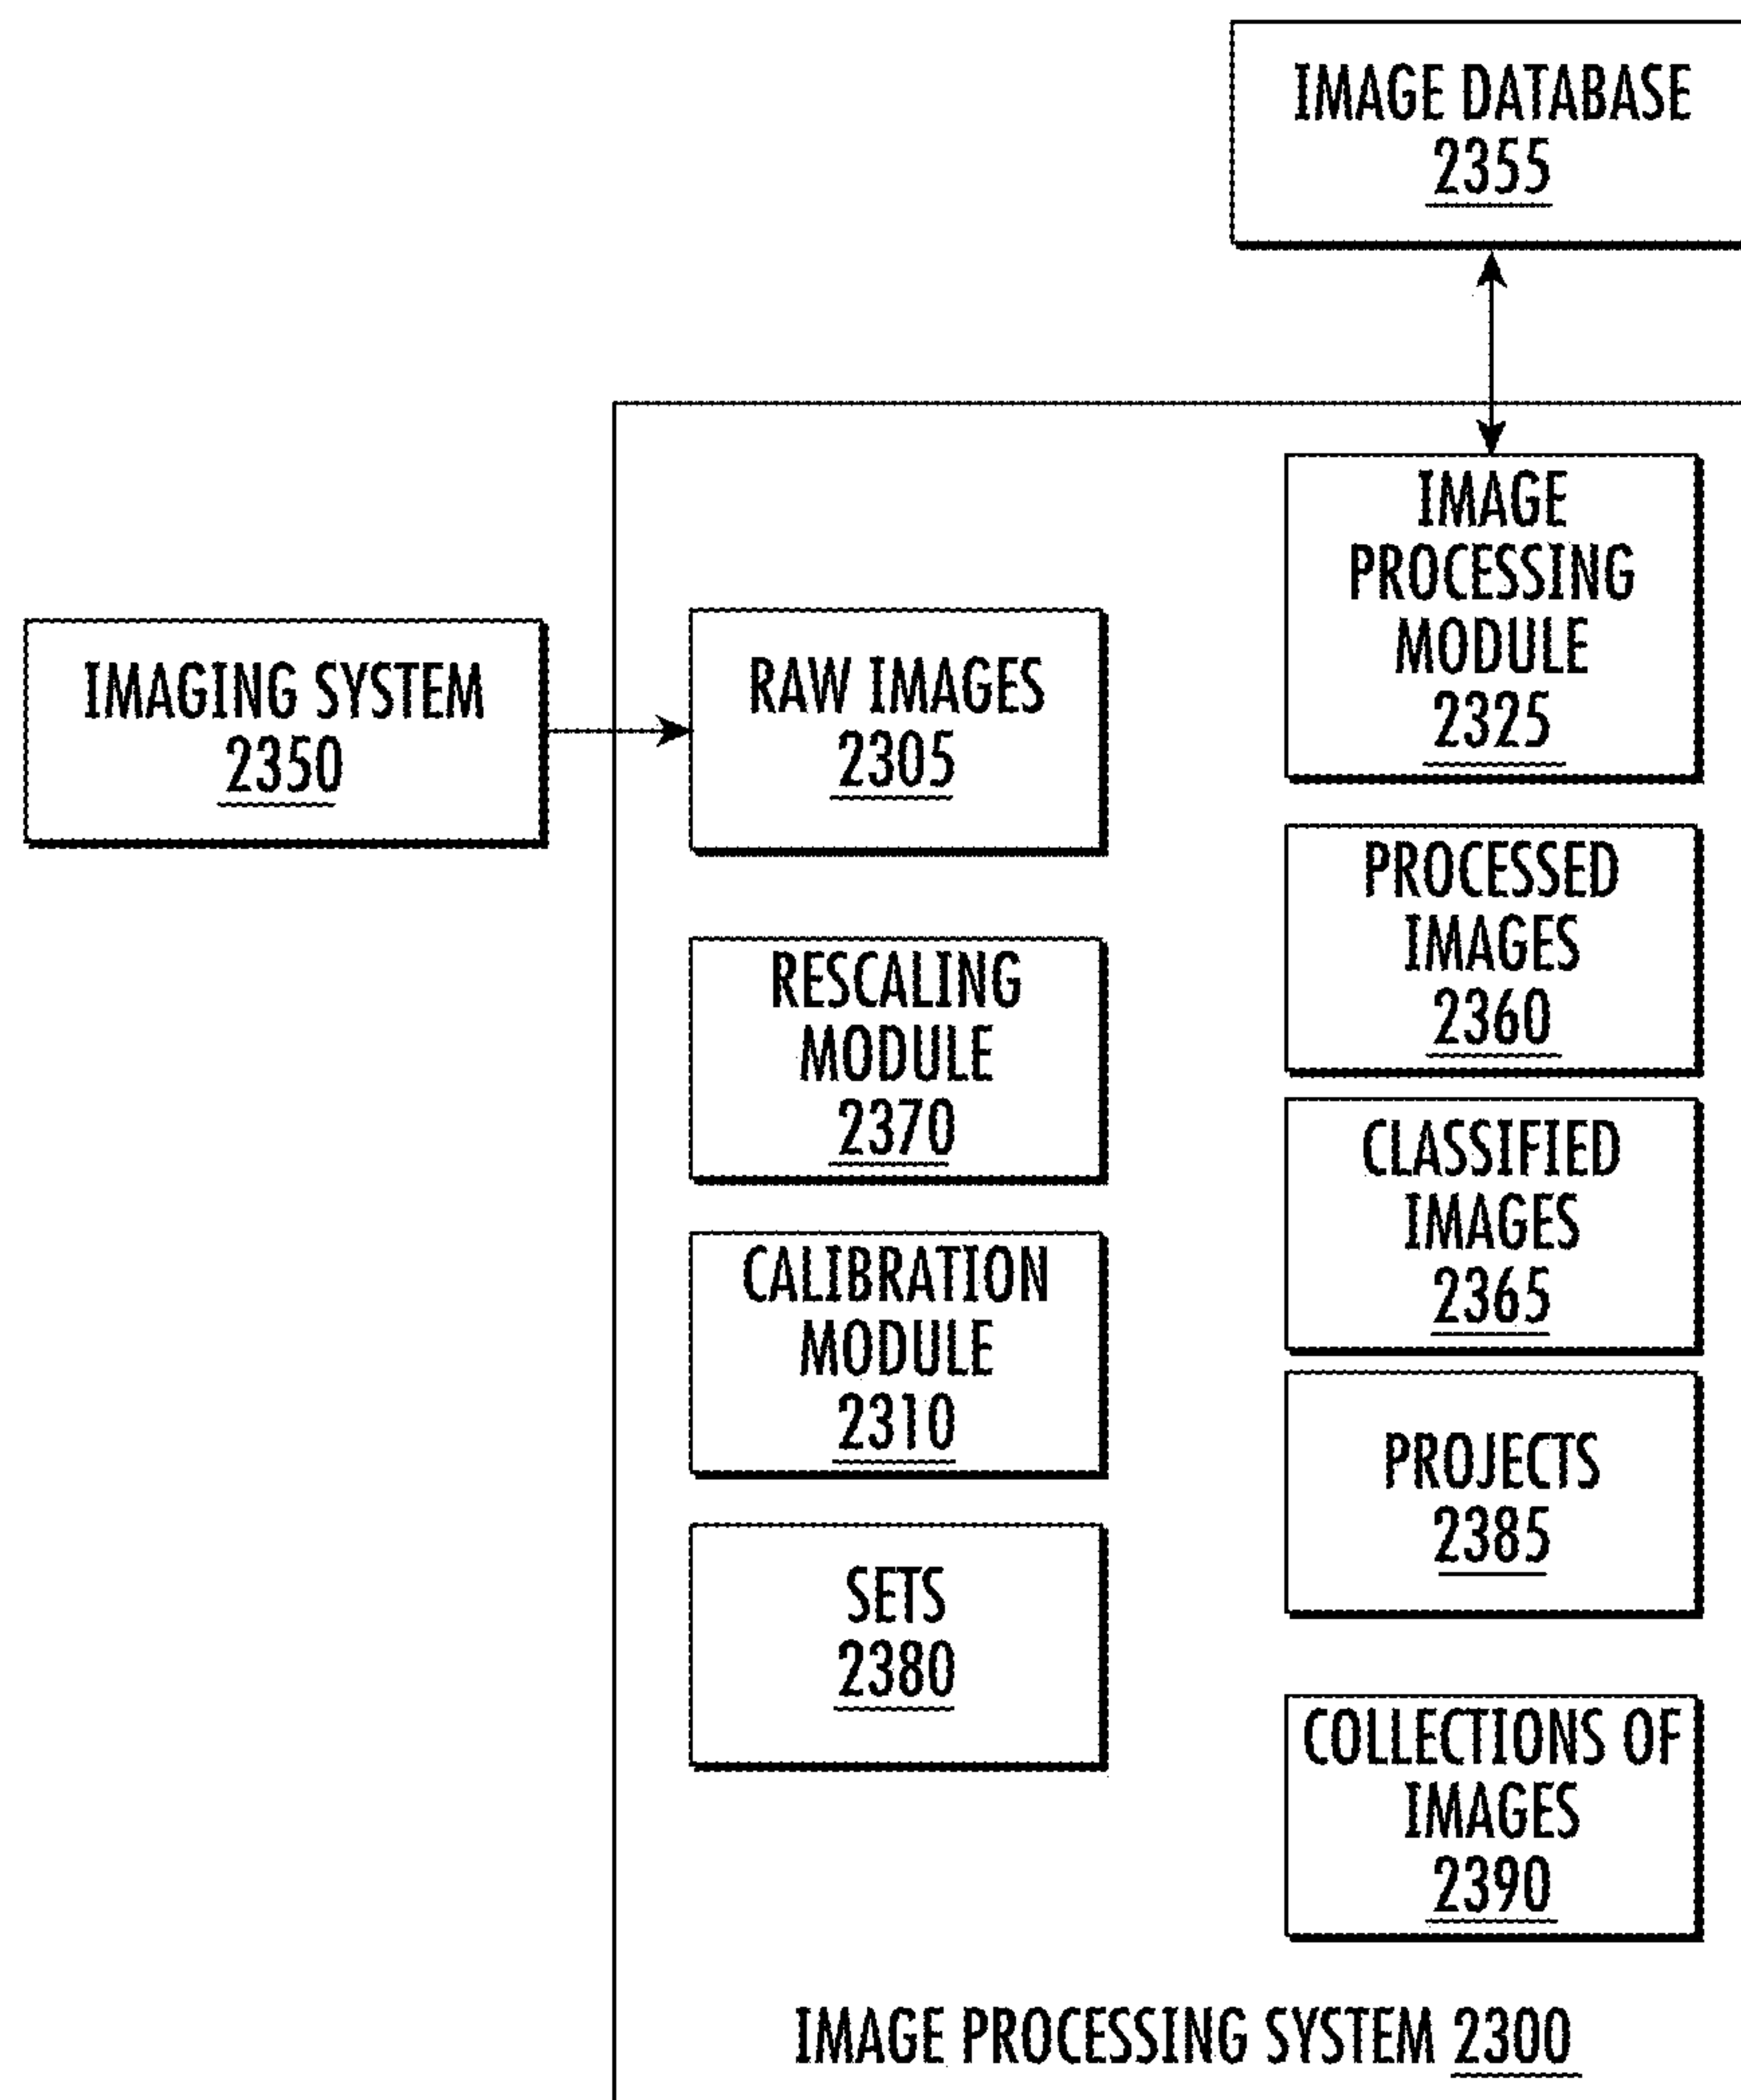 IMAGE DATABASE
2355
IMAGING SYSTEM
2350
RAW IMAGES
2305
RESCALING
MODULE
2370
CALIBRATION
MODULE
2310
SETS
2380
IMAGE
PROCESSING
MODULE
2325
PROCESSED
IMAGES
2360
CLASSIFIED
IMAGES
2365
PROJECTS
2385
COLLECTIONS OF
IMAGES
2390
IMAGE PROCESSING SYSTEM 2300